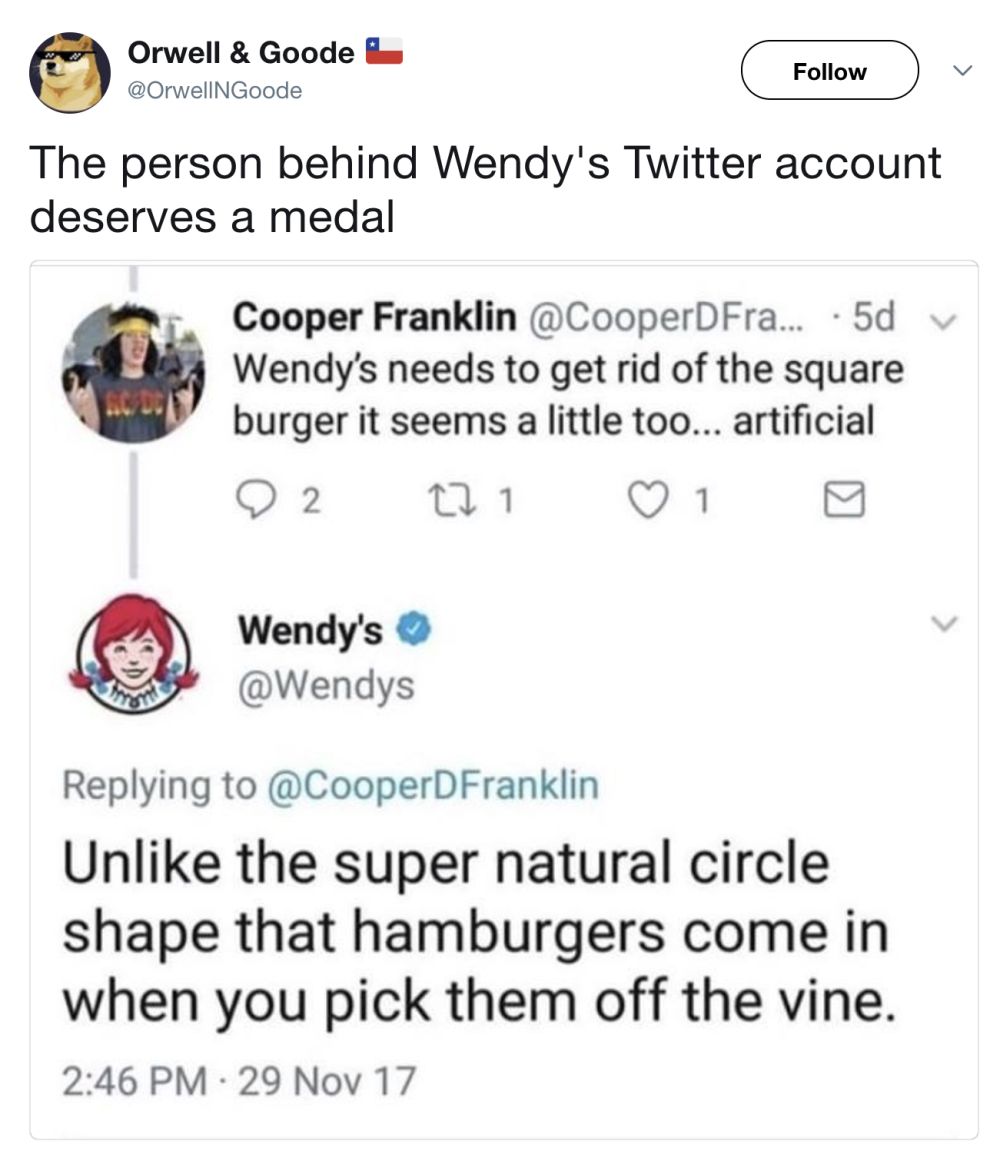 Orwell & Goode
@OrwellNGoode
Follow
The person behind Wendy's Twitter account
deserves a medal
Cooper Franklin @CooperDFra... · 5d
Wendy's needs to get rid of the square
burger it seems a little too... artificial
2 1 1
AC DC
Wendy's
@Wendys
Replying to @CooperDFranklin
Unlike the super natural circle
shape that hamburgers come in
when you pick them off the vine.
2:46 PM · 29 Nov 17